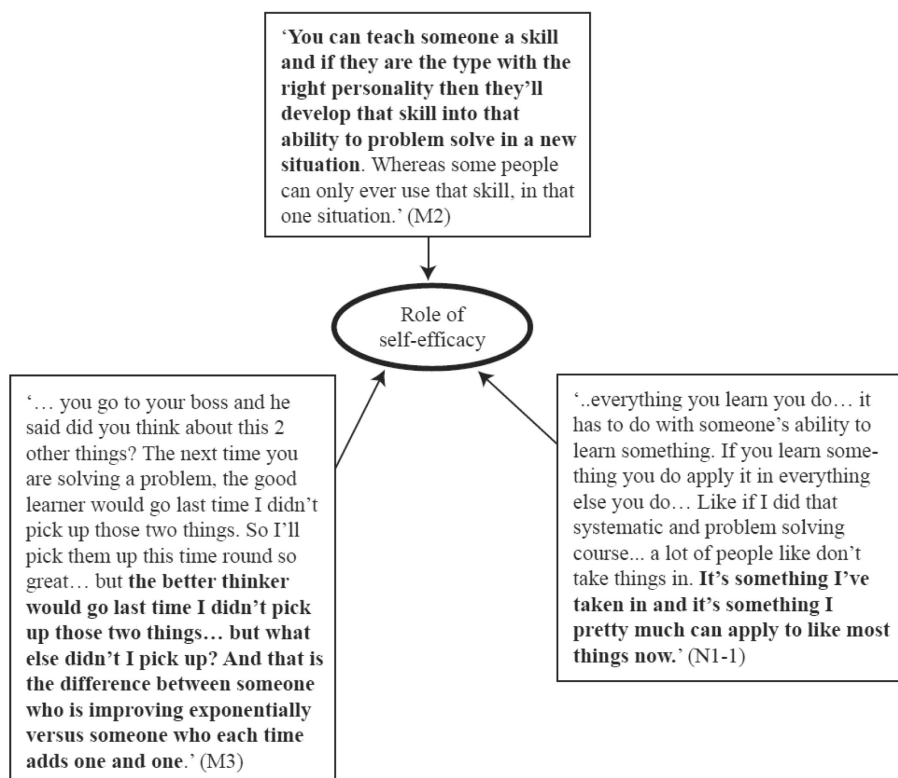 ‘You can teach someone a skill
and if they are the type with the
right personality then they’ll
develop that skill into that
ability to problem solve in a new
situation. Whereas some people
can only ever use that skill, in that
one situation.’ (M2)
Role of
self-efficacy
‘… you go to your boss and he
said did you think about this 2
other things? The next time you
are solving a problem, the good
learner would go last time I didn’t
pick up those two things. So I’ll
pick them up this time round so
great… but the better thinker
would go last time I didn’t pick
up those two things… but what
else didn’t I pick up? And that is
the difference between someone
who is improving exponentially
versus someone who each time
adds one and one.’ (M3)
‘..everything you learn you do… it
has to do with someone’s ability to
learn something. If you learn some-
thing you do apply it in everything
else you do… Like if I did that
systematic and problem solving
course... a lot of people like don’t
take things in. It’s something I’ve
taken in and it’s something I
pretty much can apply to like most
things now.’ (N1-1)